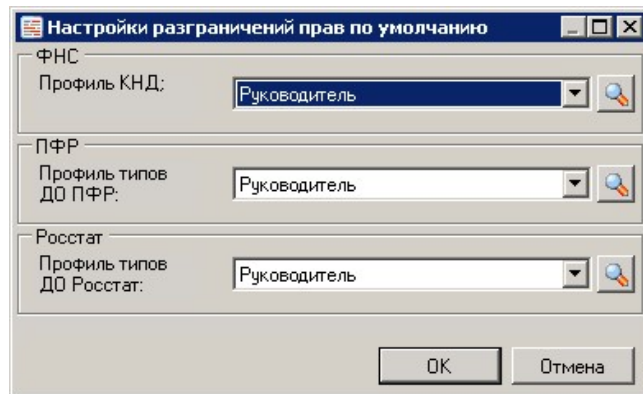 Настройки разграничений прав по умолчанию
ФНС
Профиль КНД;
Руководитель
ПФР
Профиль типов
ДО ПФР:
Руководитель
Росстат
Профиль типов
ДО Росстат:
Руководитель
OK
Отмена